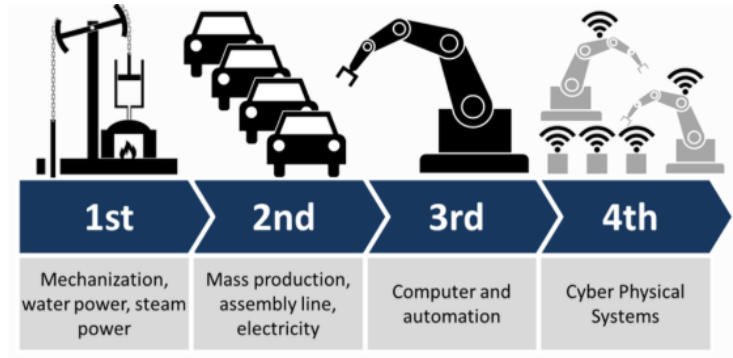 1st
2nd
3rd
4th
Mechanization,
water power, steam
power
Mass production,
assembly line,
electricity
Computer and
automation
Cyber Physical
Systems